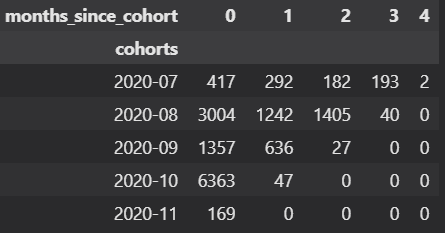 months_since_cohort 0 1 2 3 4
cohorts
2020-07 417 292 182 193 2
2020-08 3004 1242 1405 40 0
2020-09 1357 636 27 0 0
2020-10 6363 47 0 0 0
2020-11 169 0 0 0 0